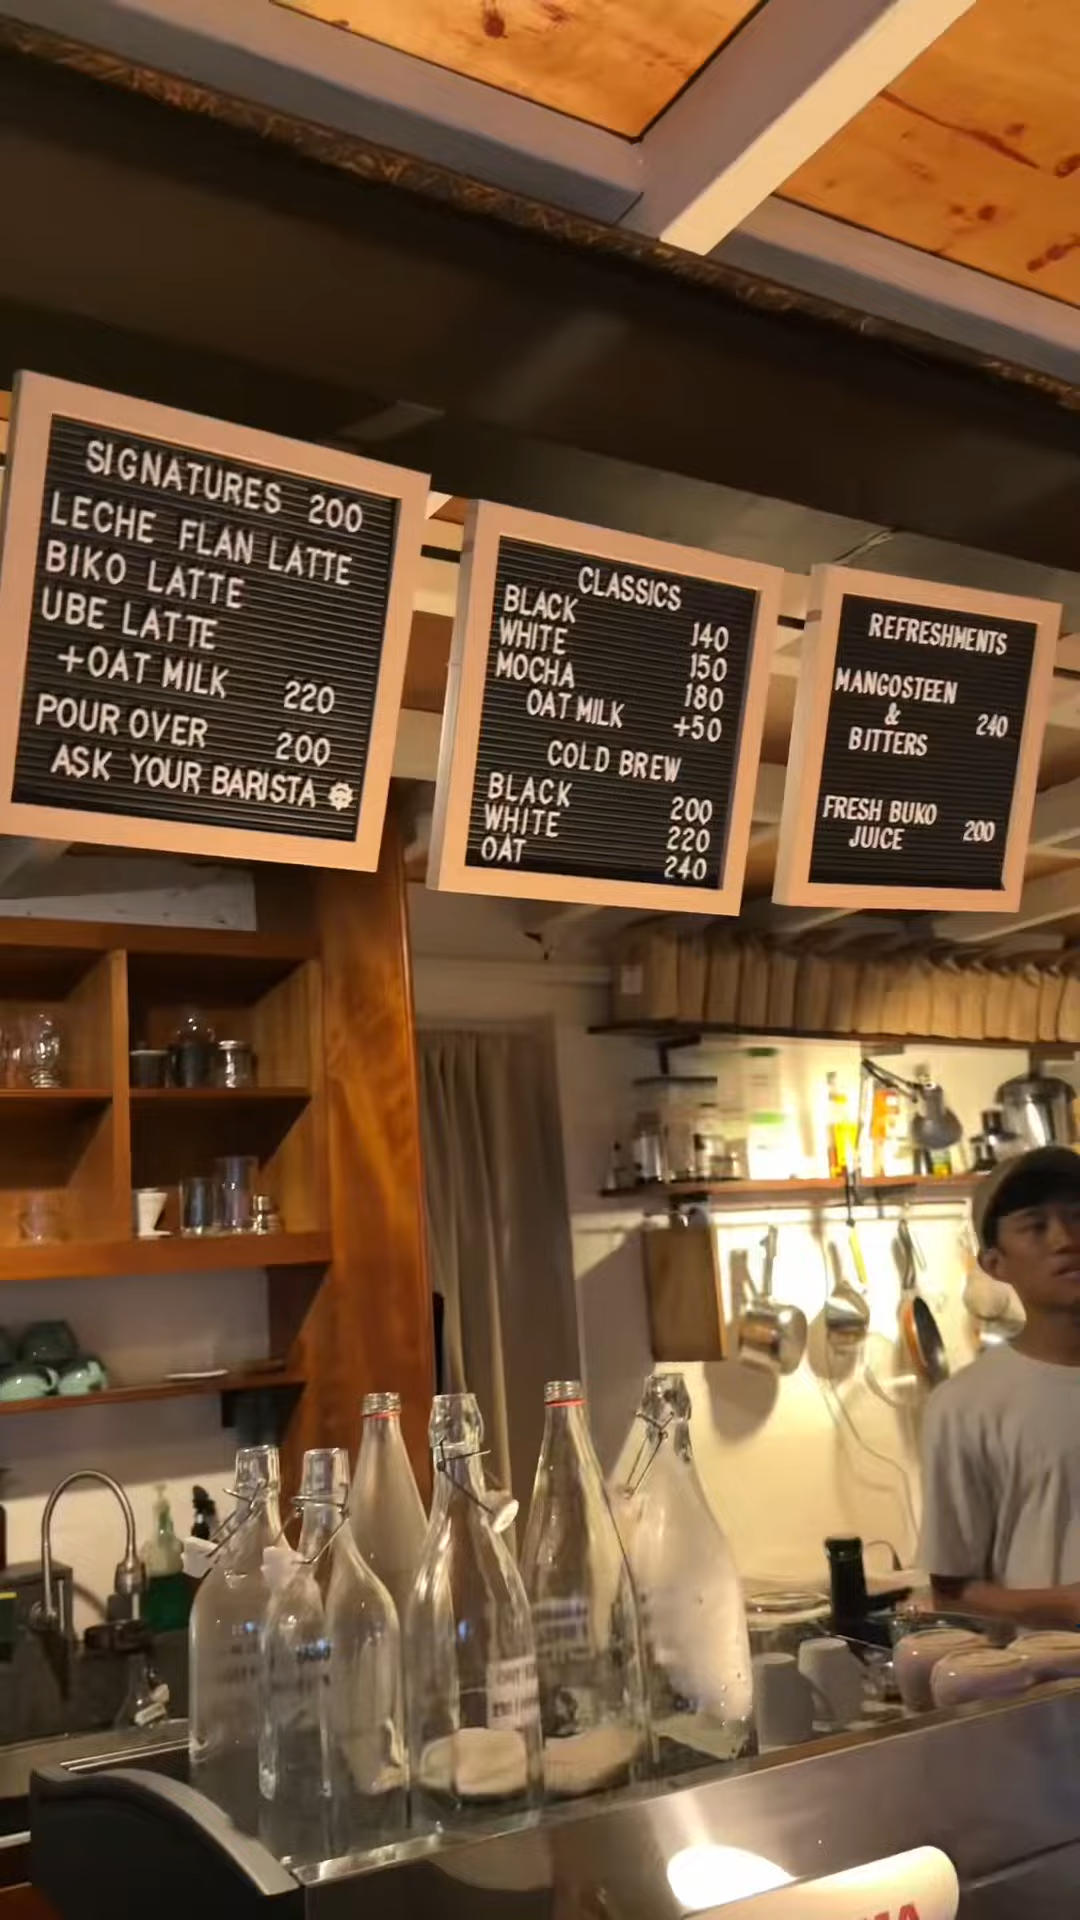 SIGNATURES 200
LECHE FLAN LATTE
BIKO LATTE
UBE LATTE
+OAT MILK 220
POUR OVER 200
ASK YOUR BARISTA
CLASSICS
BLACK 140
WHITE 150
MOCHA 180
OAT MILK +50
COLD BREW
BLACK 200
WHITE 220
OAT 240
REFRESHMENTS
MANGOSTEEN
& 240
BITTERS
FRESH BUKO
JUICE 200